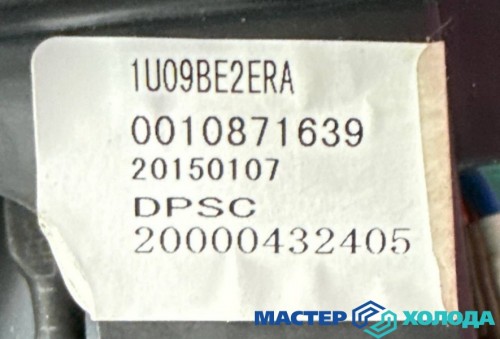 1U09BE2ERA
0010871639
20150107
DPSC
20000432405
МАСТЕР ХОЛОДА